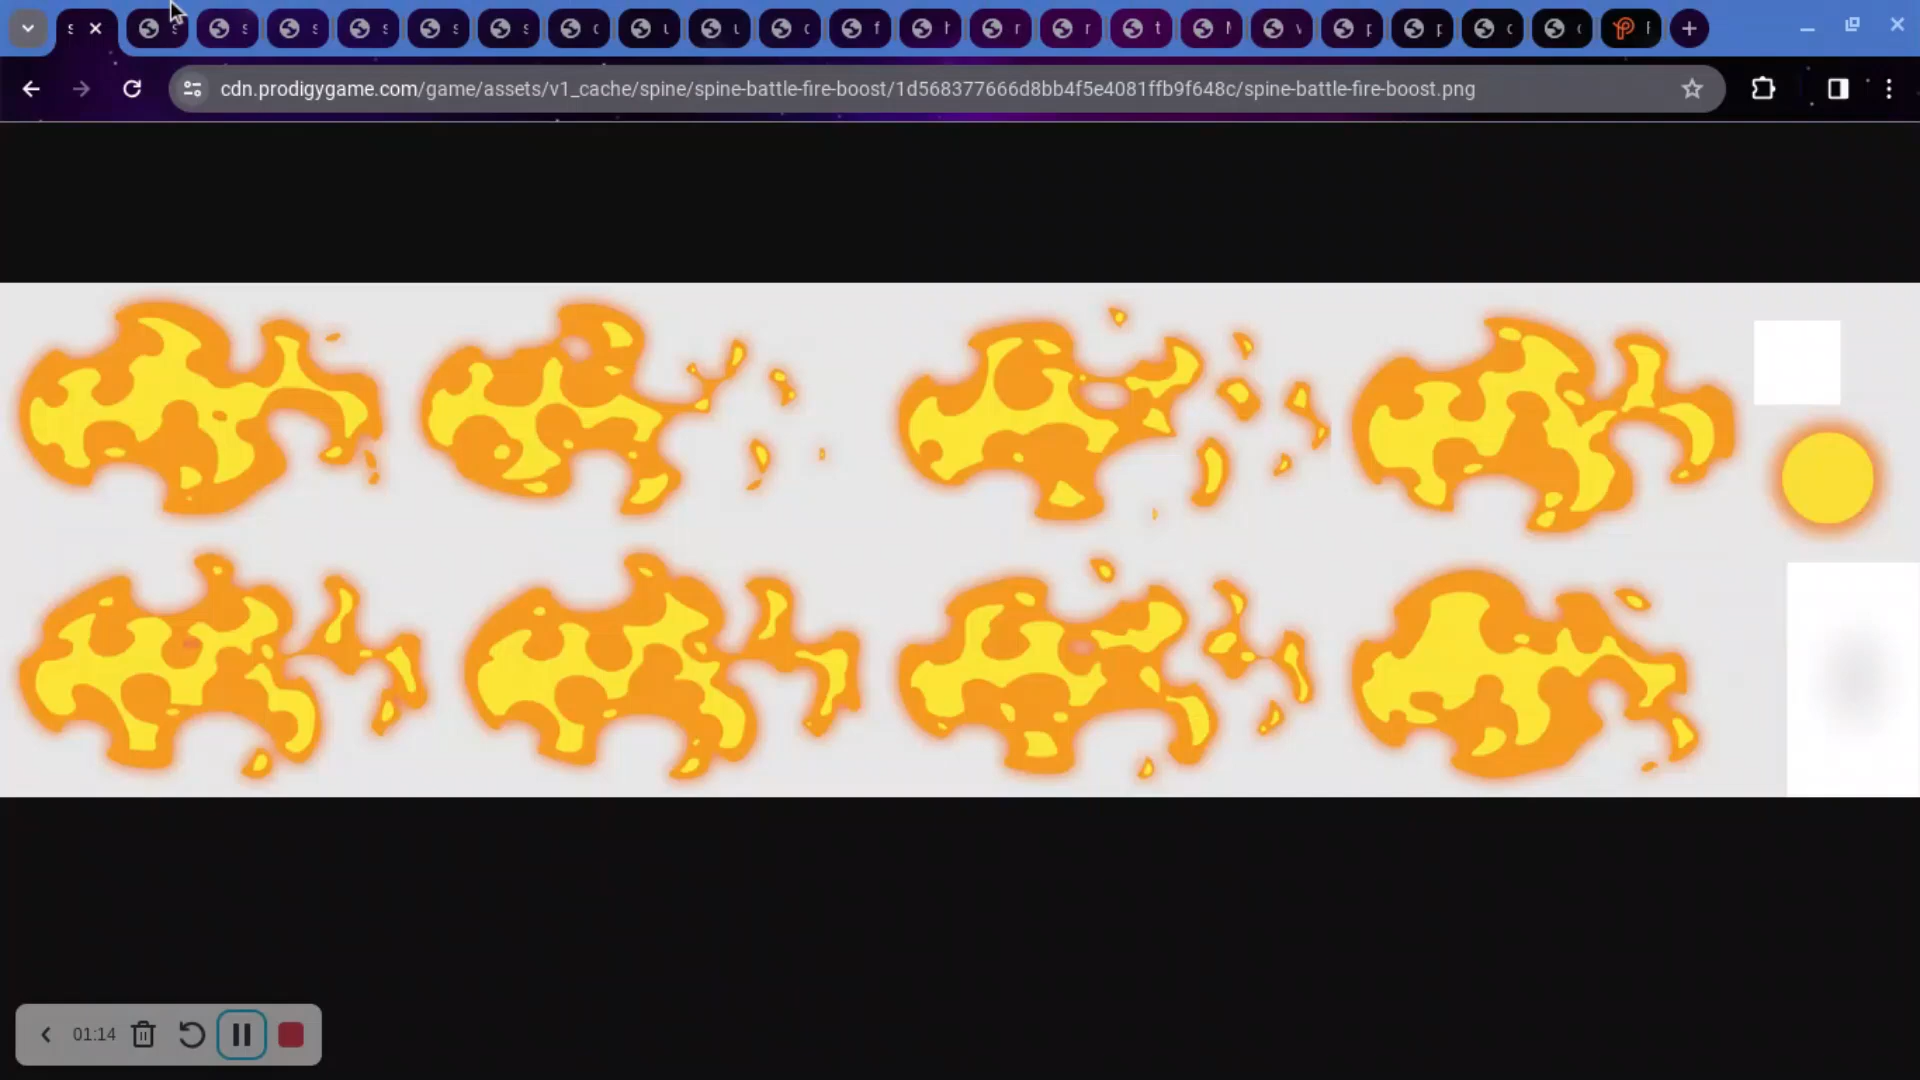 s s s s s s s c u u c f h r r t N v p p c c F
cdn.prodigygame.com/game/assets/v1_cache/spine/spine-battle-fire-boost/1d568377666d8bb4f5e4081ffb9f648c/spine-battle-fire-boost.png
01:14